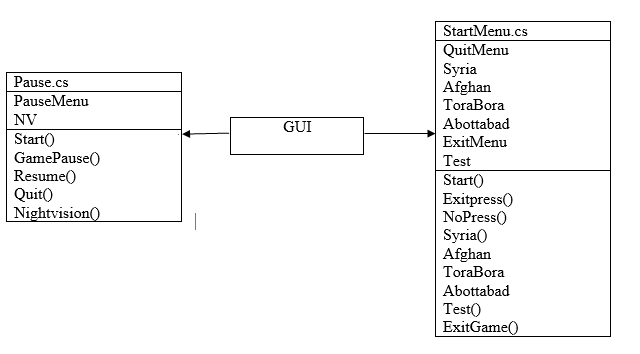 Pause.cs
PauseMenu
NV
Start()
GamePause()
Resume()
Quit()
Nightvision()
GUI
StartMenu.cs
QuitMenu
Syria
Afghan
ToraBora
Abottabad
ExitMenu
Test
Start()
Exitpress()
NoPress()
Syria()
Afghan
ToraBora
Abottabad
Test()
ExitGame()